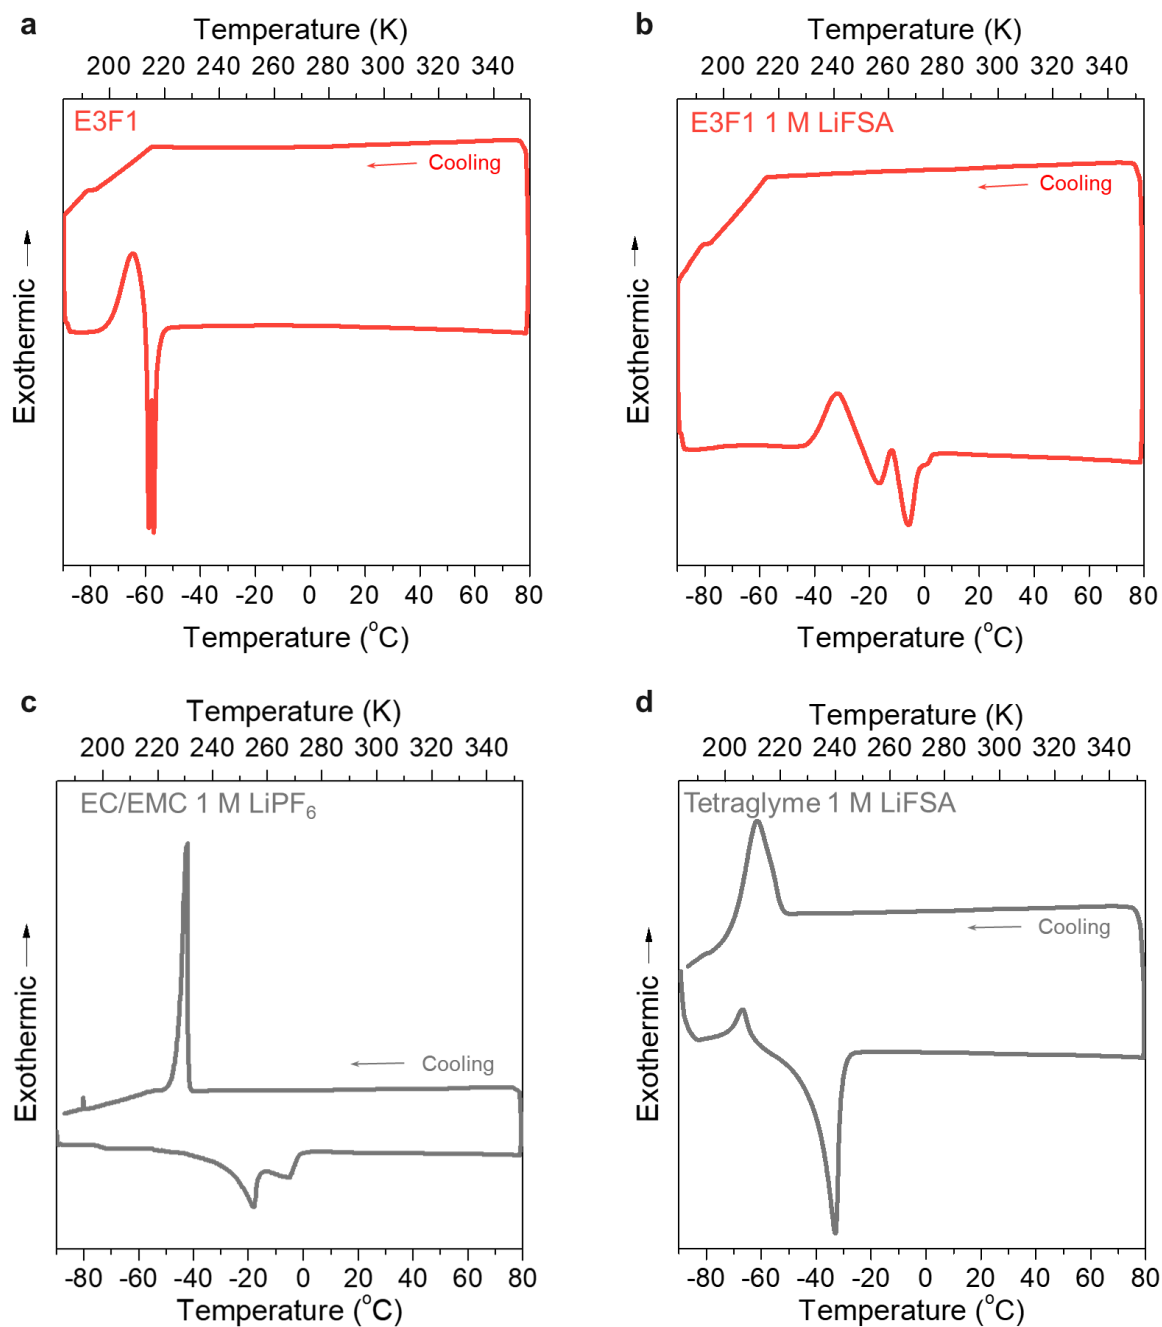 a
Temperature (K)
200 220 240 260 280 300 320 340
E3F1
Cooling
Exothermic →
-80 -60 -40 -20 0 20 40 60 80
Temperature (°C)
b
Temperature (K)
200 220 240 260 280 300 320 340
E3F1 1 M LiFSA
Cooling
Exothermic →
-80 -60 -40 -20 0 20 40 60 80
Temperature (°C)
c
Temperature (K)
200 220 240 260 280 300 320 340
EC/EMC 1 M LiPF₆
Cooling
Exothermic →
-80 -60 -40 -20 0 20 40 60 80
Temperature (°C)
d
Temperature (K)
200 220 240 260 280 300 320 340
Tetraglyme 1 M LiFSA
Cooling
Exothermic →
-80 -60 -40 -20 0 20 40 60 80
Temperature (°C)